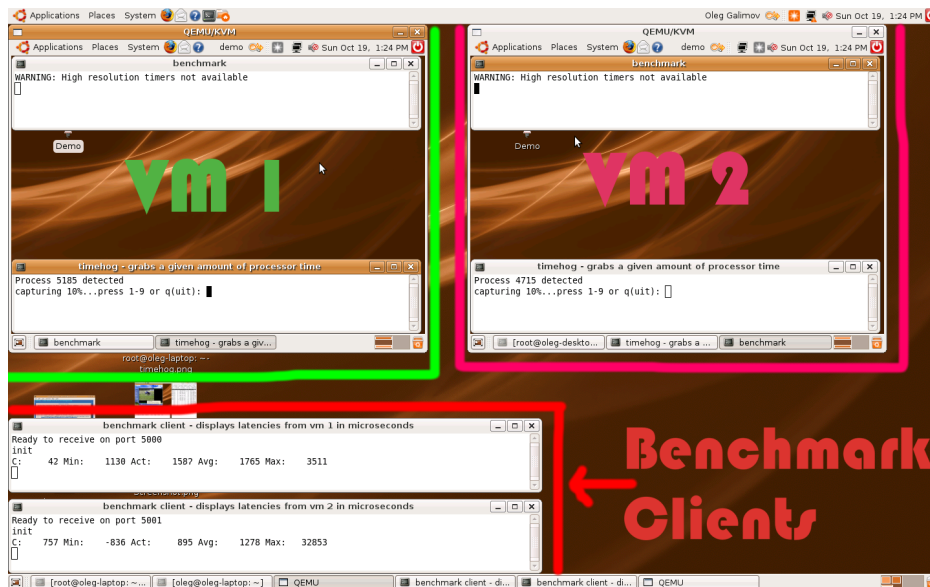 Applications Places System Oleg Galimov Sun Oct 19, 1:24 PM
QEMU/KVM
Applications Places System demo Sun Oct 19, 1:24 PM
benchmark
WARNING: High resolution timers not available
Demo
VM 1
timehog - grabs a given amount of processor time
Process 5185 detected
capturing 10%...press 1-9 or q(uit):
benchmark timehog - grabs a giv...
QEMU/KVM
Applications Places System demo Sun Oct 19, 1:24 PM
benchmark
WARNING: High resolution timers not available
Demo
VM 2
timehog - grabs a given amount of processor time
Process 4715 detected
capturing 10%...press 1-9 or q(uit):
[root@oleg-deskto... timehog - grabs a ... benchmark
root@oleg-laptop: ~-
timehog.png
benchmark client - displays latencies from vm 1 in microseconds
Ready to receive on port 5000
init
C: 42 Min: 1130 Act: 1587 Avg: 1765 Max: 3511
benchmark client - displays latencies from vm 2 in microseconds
Ready to receive on port 5001
init
C: 757 Min: -836 Act: 895 Avg: 1278 Max: 32853
Benchmark
Clients
[root@oleg-laptop: ~... [oleg@oleg-laptop: ~] QEMU benchmark client - di... benchmark client - di... QEMU